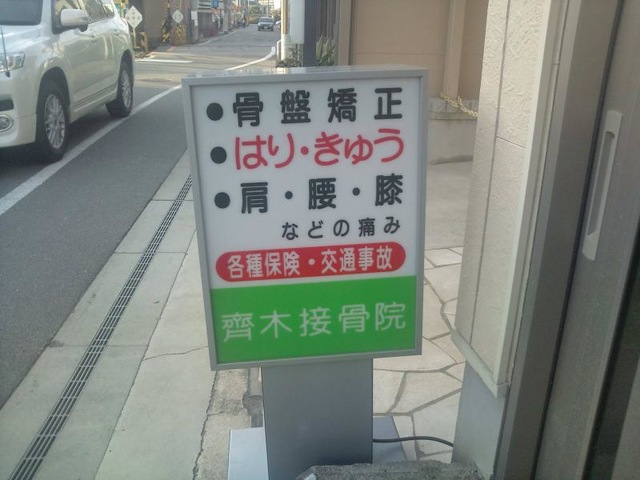 ●骨盤矯正
●はり・きゅう
●肩・腰・膝
などの痛み
各種保険・交通事故
齊木接骨院